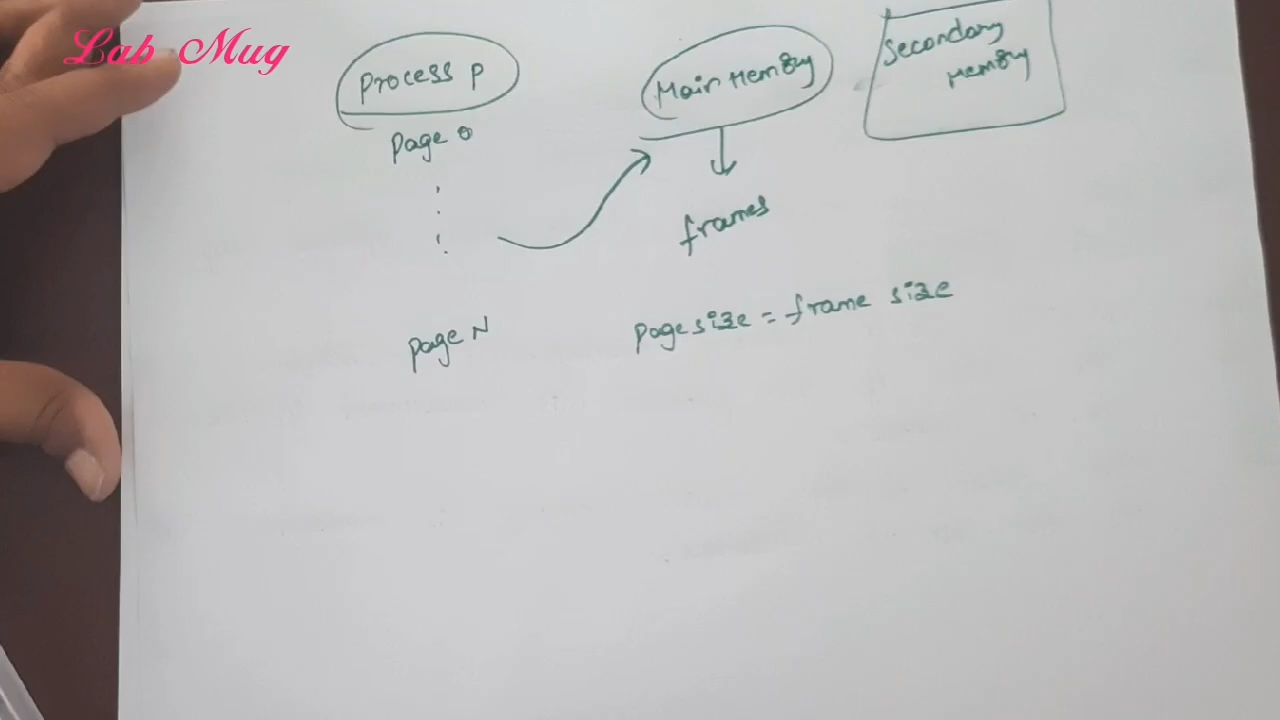 Lab Mug
Process P
Page 0
Page N
Main Memory
frames
Page size = frame size
Secondary
Memory